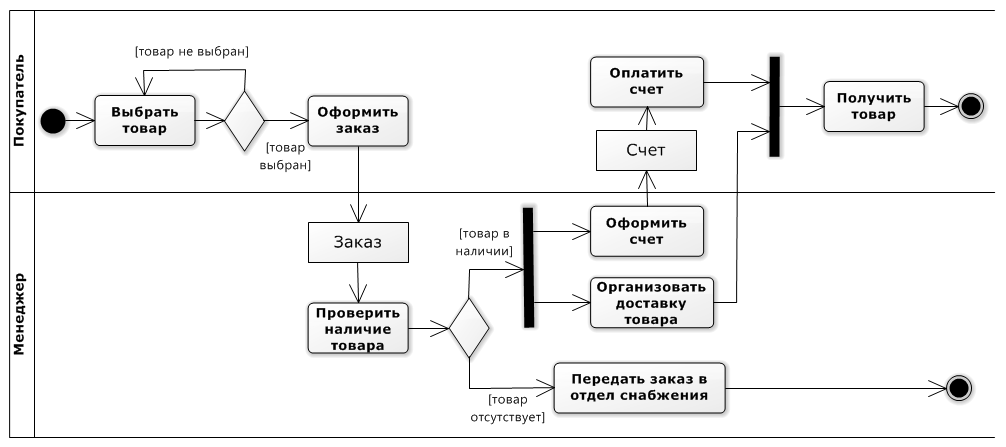 Покупатель
[товар не выбран]
Выбрать
товар
[товар
выбран]
Оформить
заказ
Оплатить
счет
Счет
Получить
товар
Менеджер
Заказ
Проверить
наличие
товара
[товар в
наличии]
Оформить
счет
Организовать
доставку
товара
[товар
отсутствует]
Передать заказ в
отдел снабжения